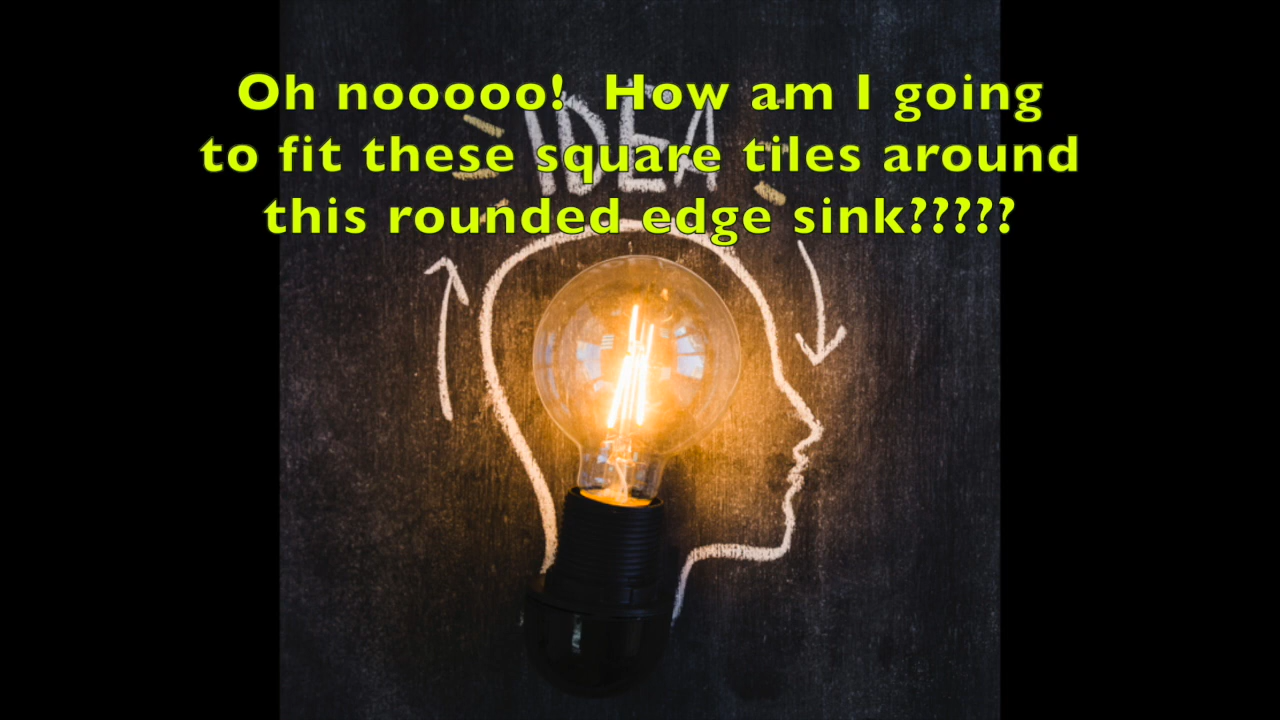 Oh nooooo!  How am I going
to fit these square tiles around
this rounded edge sink?????
IDEA